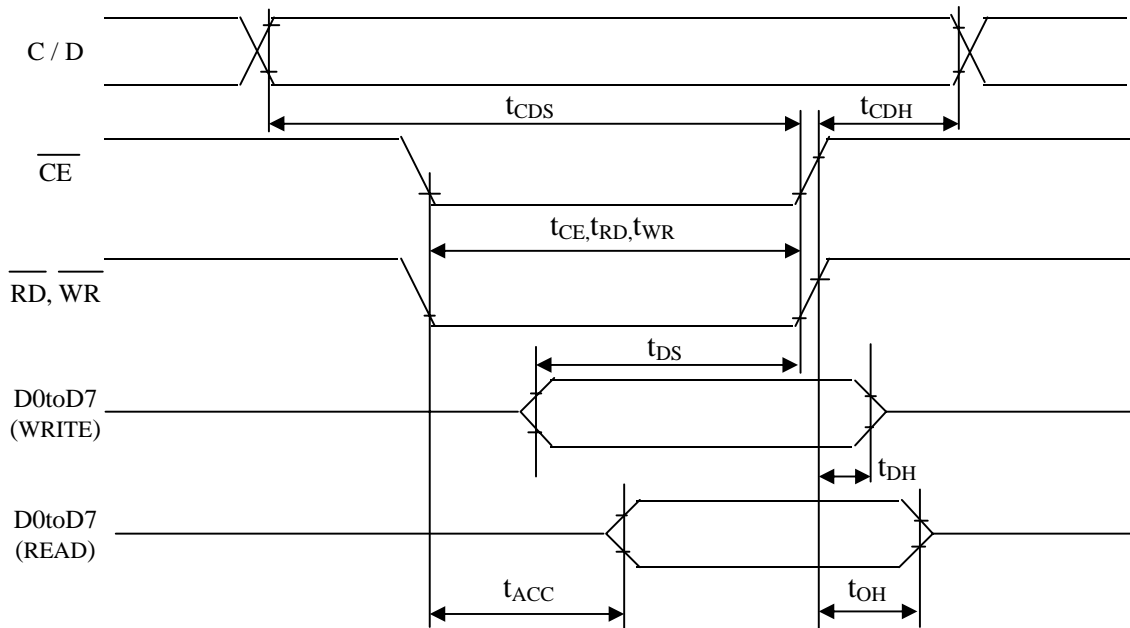 C / D
tCDS
tCDH
CE
tCE,tRD,tWR
RD, WR
tDS
D0toD7
(WRITE)
tDH
D0toD7
(READ)
tACC
tOH